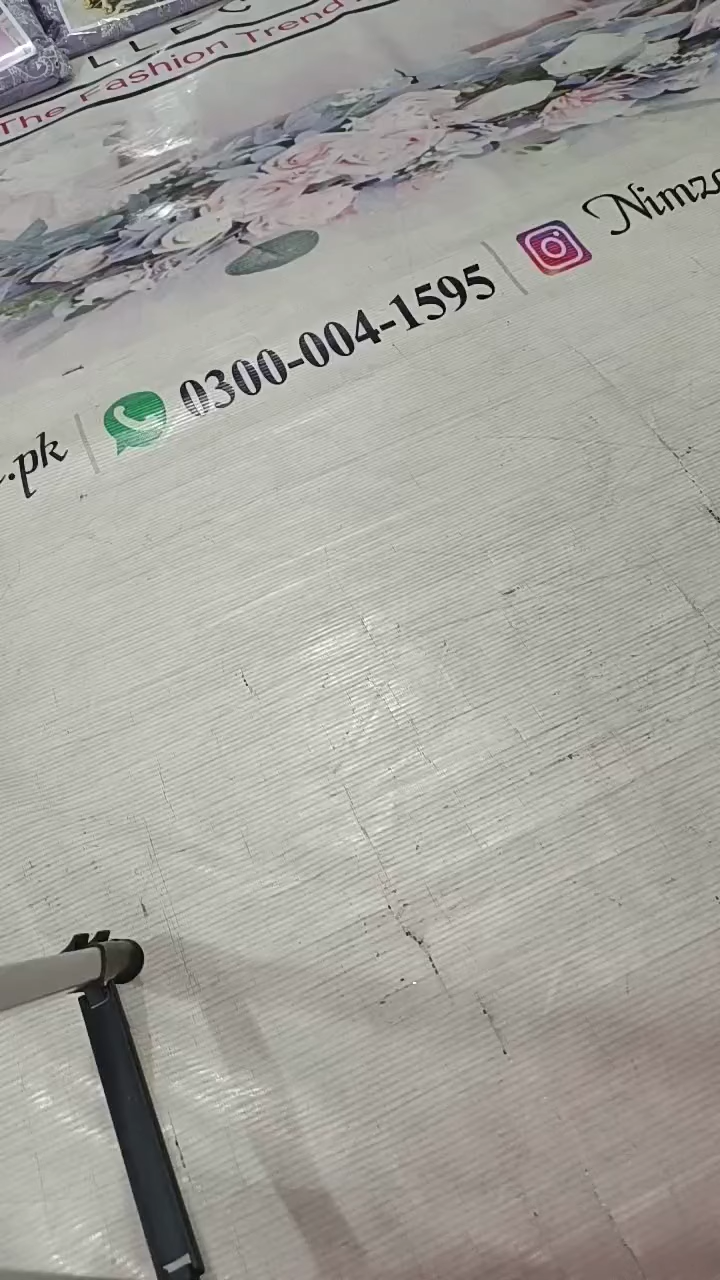 LLEC
The Fashion Trend
.pk | 0300-004-1595 | Nimz